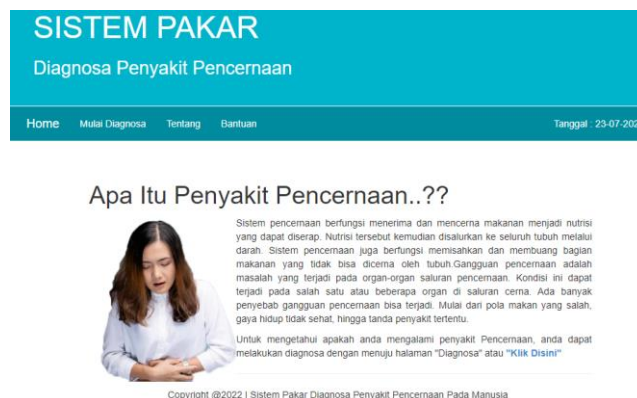 SISTEM PAKAR
Diagnosa Penyakit Pencernaan
Home Mulai Diagnosa Tentang Bantuan Tanggal : 23-07-202
Apa Itu Penyakit Pencernaan..??
Sistem pencernaan berfungsi menerima dan mencerna makanan menjadi nutrisi
yang dapat diserap. Nutrisi tersebut kemudian disalurkan ke seluruh tubuh melalui
darah. Sistem pencernaan juga berfungsi memisahkan dan membuang bagian
makanan yang tidak bisa dicerna oleh tubuh.Gangguan pencernaan adalah
masalah yang terjadi pada organ-organ saluran pencernaan. Kondisi ini dapat
terjadi pada salah satu atau beberapa organ di saluran cerna. Ada banyak
penyebab gangguan pencernaan bisa terjadi. Mulai dari pola makan yang salah,
gaya hidup tidak sehat, hingga tanda penyakit tertentu.
Untuk mengetahui apakah anda mengalami penyakit Pencernaan, anda dapat
melakukan diagnosa dengan menuju halaman "Diagnosa" atau "Klik Disini"
Copyright @2022 | Sistem Pakar Diagnosa Penyakit Pencernaan Pada Manusia